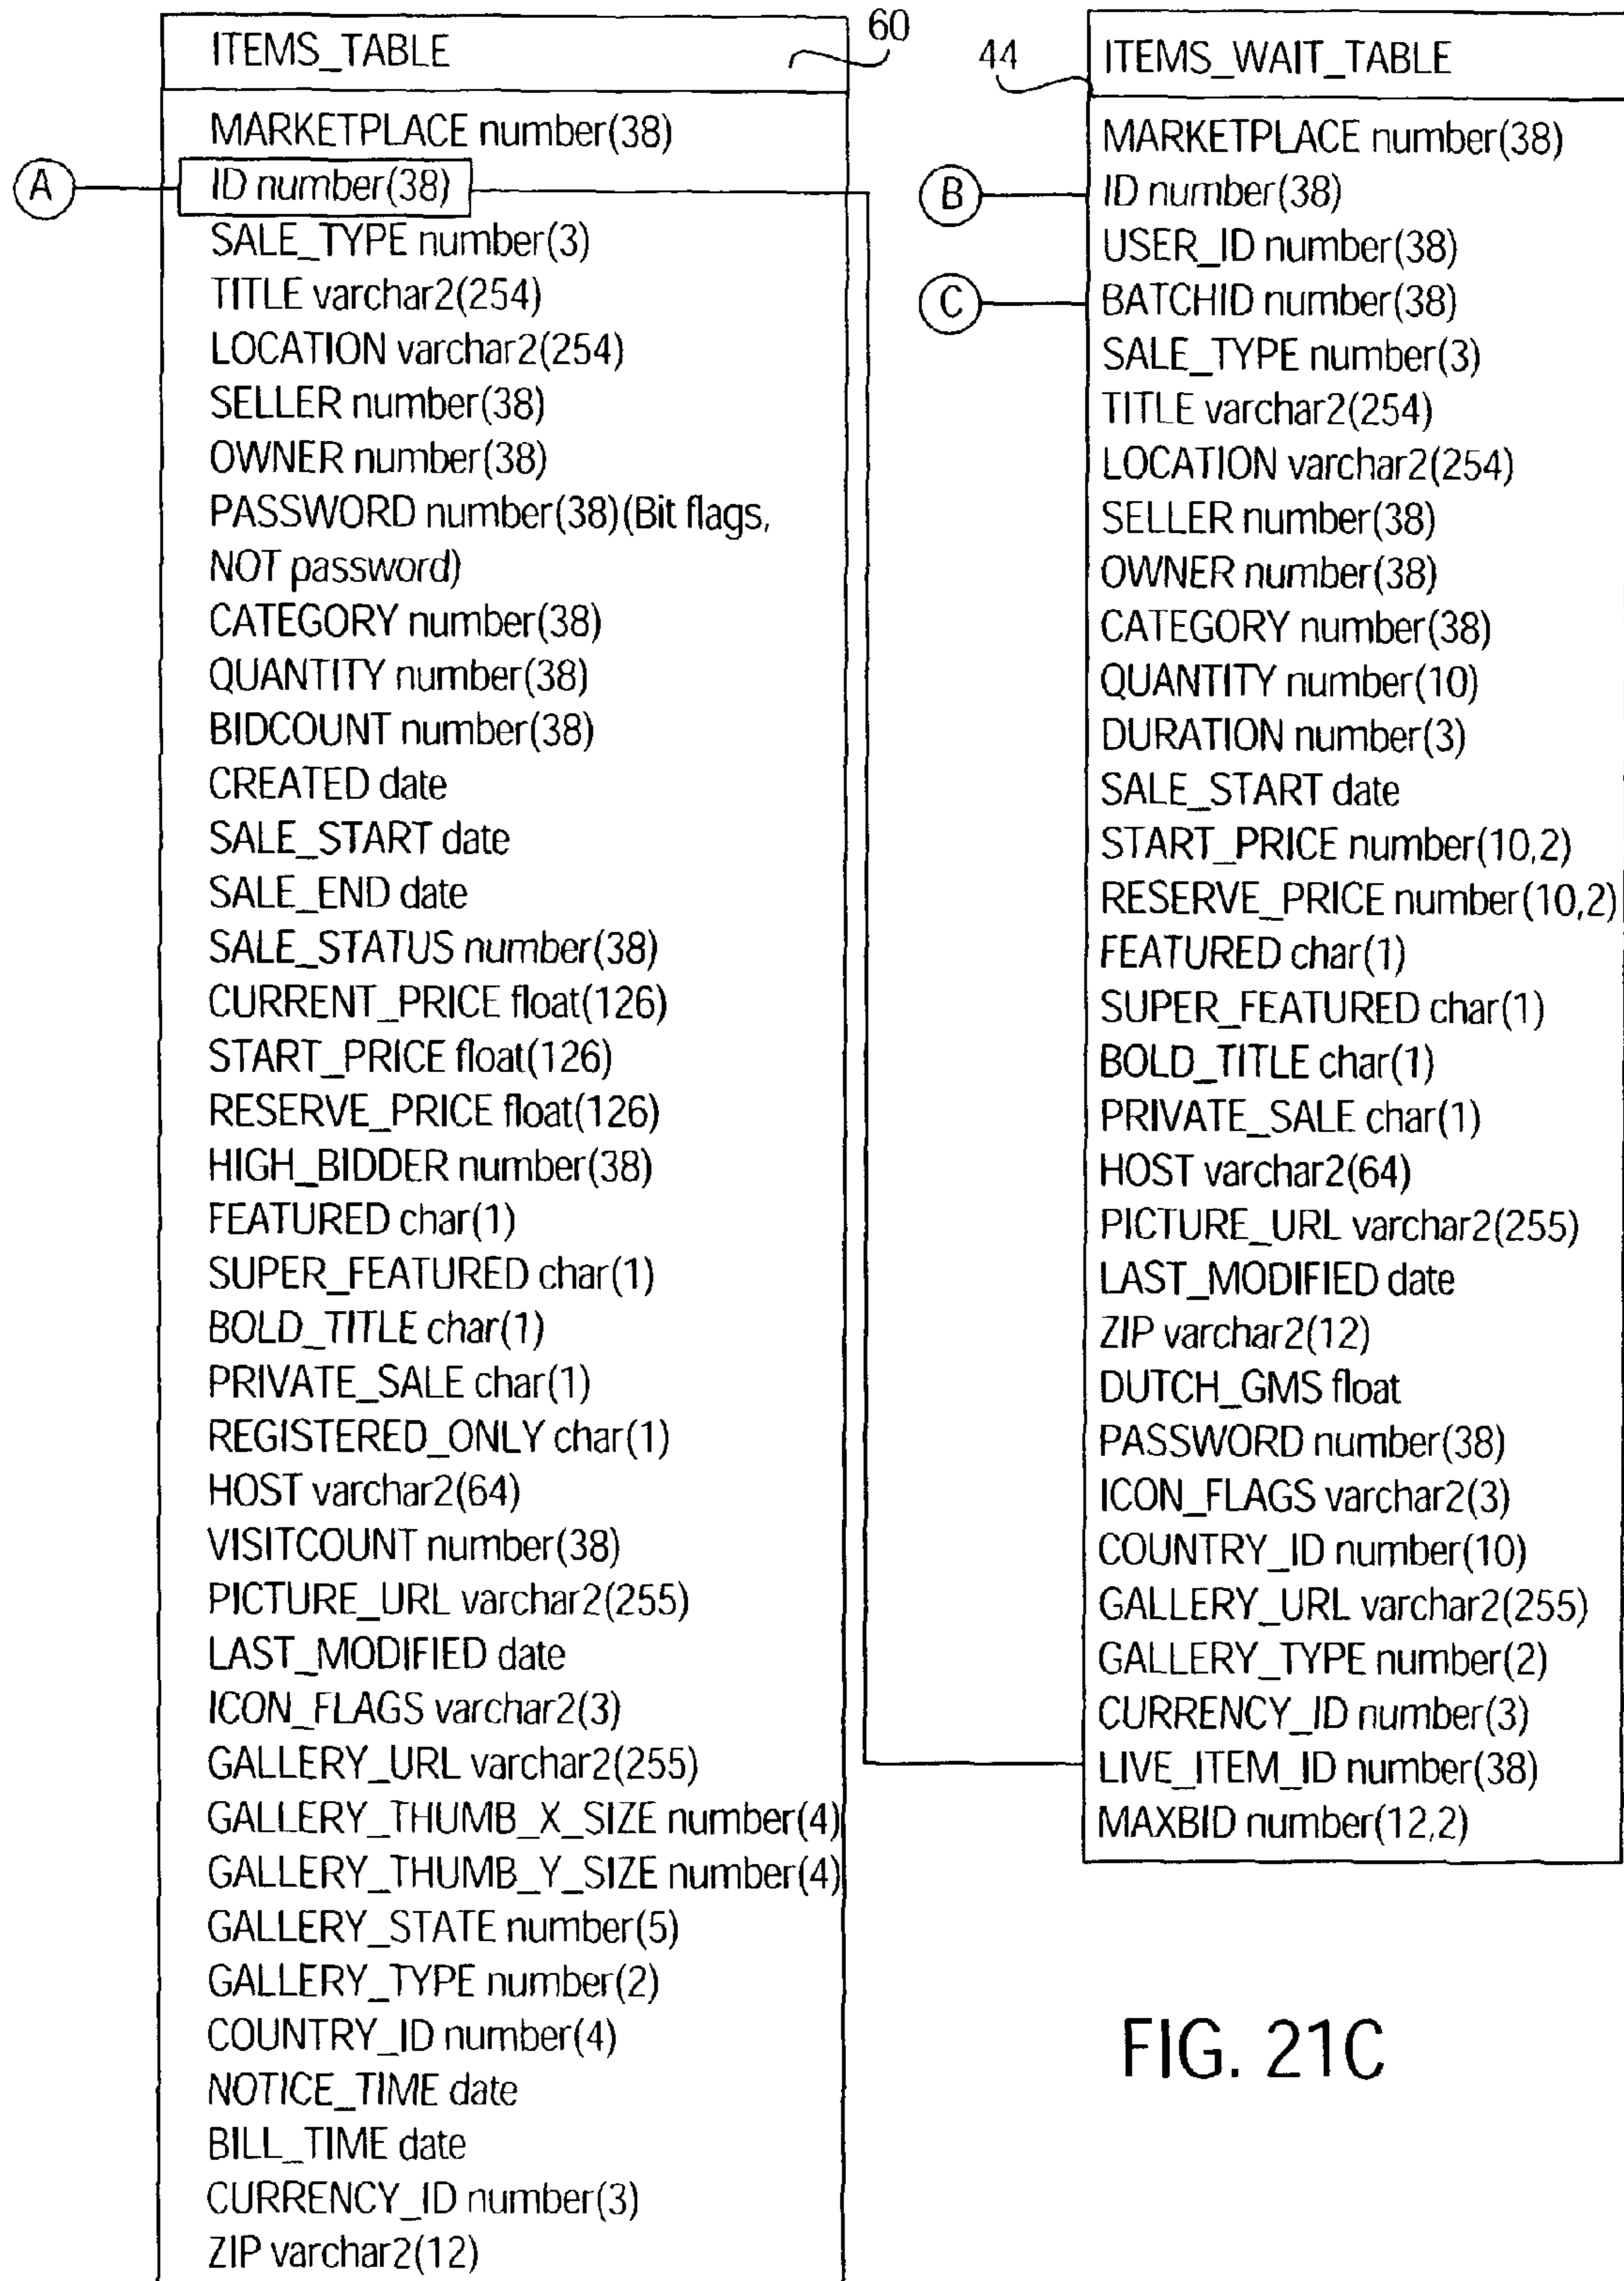 ITEMS_TABLE
60
MARKETPLACE number(38)
A
ID number(38)
SALE_TYPE number(3)
TITLE varchar2(254)
LOCATION varchar2(254)
SELLER number(38)
OWNER number(38)
PASSWORD number(38)(Bit flags,
NOT password)
CATEGORY number(38)
QUANTITY number(38)
BIDCOUNT number(38)
CREATED date
SALE_START date
SALE_END date
SALE_STATUS number(38)
CURRENT_PRICE float(126)
START_PRICE float(126)
RESERVE_PRICE float(126)
HIGH_BIDDER number(38)
FEATURED char(1)
SUPER_FEATURED char(1)
BOLD_TITLE char(1)
PRIVATE_SALE char(1)
REGISTERED_ONLY char(1)
HOST varchar2(64)
VISITCOUNT number(38)
PICTURE_URL varchar2(255)
LAST_MODIFIED date
ICON_FLAGS varchar2(3)
GALLERY_URL varchar2(255)
GALLERY_THUMB_X_SIZE number(4)
GALLERY_THUMB_Y_SIZE number(4)
GALLERY_STATE number(5)
GALLERY_TYPE number(2)
COUNTRY_ID number(4)
NOTICE_TIME date
BILL_TIME date
CURRENCY_ID number(3)
ZIP varchar2(12)
44
ITEMS_WAIT_TABLE
MARKETPLACE number(38)
B
ID number(38)
USER_ID number(38)
C
BATCHID number(38)
SALE_TYPE number(3)
TITLE varchar2(254)
LOCATION varchar2(254)
SELLER number(38)
OWNER number(38)
CATEGORY number(38)
QUANTITY number(10)
DURATION number(3)
SALE_START date
START_PRICE number(10,2)
RESERVE_PRICE number(10,2)
FEATURED char(1)
SUPER_FEATURED char(1)
BOLD_TITLE char(1)
PRIVATE_SALE char(1)
HOST varchar2(64)
PICTURE_URL varchar2(255)
LAST_MODIFIED date
ZIP varchar2(12)
DUTCH_GMS float
PASSWORD number(38)
ICON_FLAGS varchar2(3)
COUNTRY_ID number(10)
GALLERY_URL varchar2(255)
GALLERY_TYPE number(2)
CURRENCY_ID number(3)
LIVE_ITEM_ID number(38)
MAXBID number(12,2)
FIG. 21C